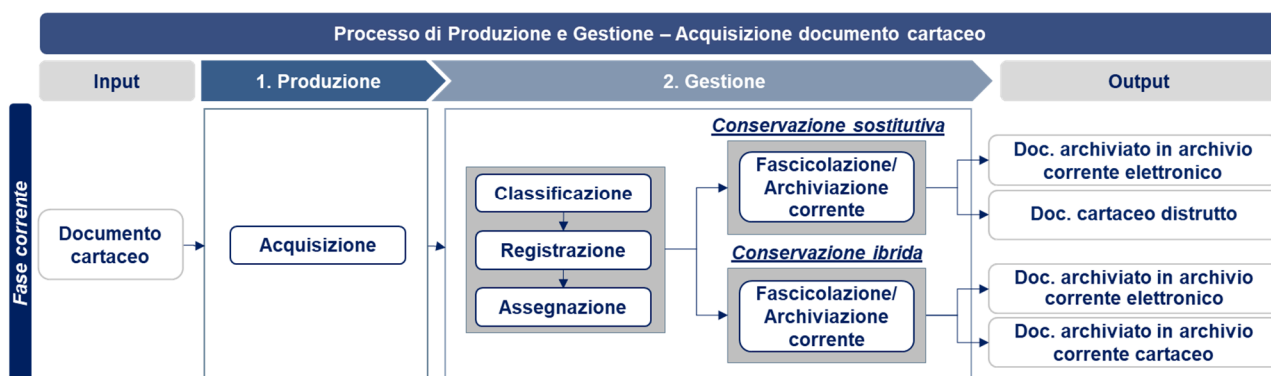 Processo di Produzione e Gestione – Acquisizione documento cartaceo
Input
1. Produzione
2. Gestione
Output
Fase corrente
Documento
cartaceo
Acquisizione
Classificazione
Registrazione
Assegnazione
Conservazione sostitutiva
Fascicolazione/
Archiviazione
corrente
Conservazione ibrida
Fascicolazione/
Archiviazione
corrente
Doc. archiviato in archivio
corrente elettronico
Doc. cartaceo distrutto
Doc. archiviato in archivio
corrente elettronico
Doc. archiviato in archivio
corrente cartaceo